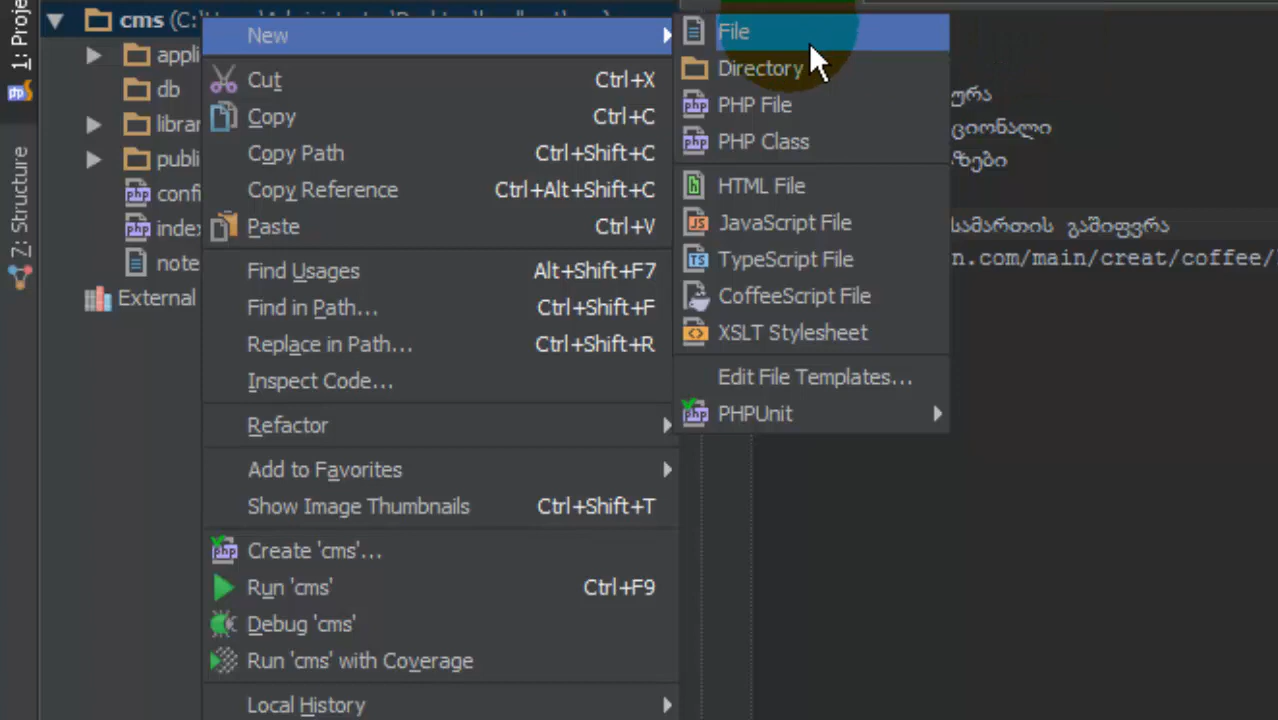 1: Proje
7: Structure
cms (C:
appli
db
librar
publi
confi
index
note
External
New
Cut Ctrl+X
Copy Ctrl+C
Copy Path Ctrl+Shift+C
Copy Reference Ctrl+Alt+Shift+C
Paste Ctrl+V
Find Usages Alt+Shift+F7
Find in Path... Ctrl+Shift+F
Replace in Path... Ctrl+Shift+R
Inspect Code...
Refactor
Add to Favorites
Show Image Thumbnails Ctrl+Shift+T
Create 'cms'...
Run 'cms' Ctrl+F9
Debug 'cms'
Run 'cms' with Coverage
Local History
File
Directory
PHP File
PHP Class
HTML File
JavaScript File
TypeScript File
CoffeeScript File
XSLT Stylesheet
Edit File Templates...
PHPUnit
ურა
ციონალი
ზები
სამართის გაშიფვრა
n.com/main/creat/coffee/